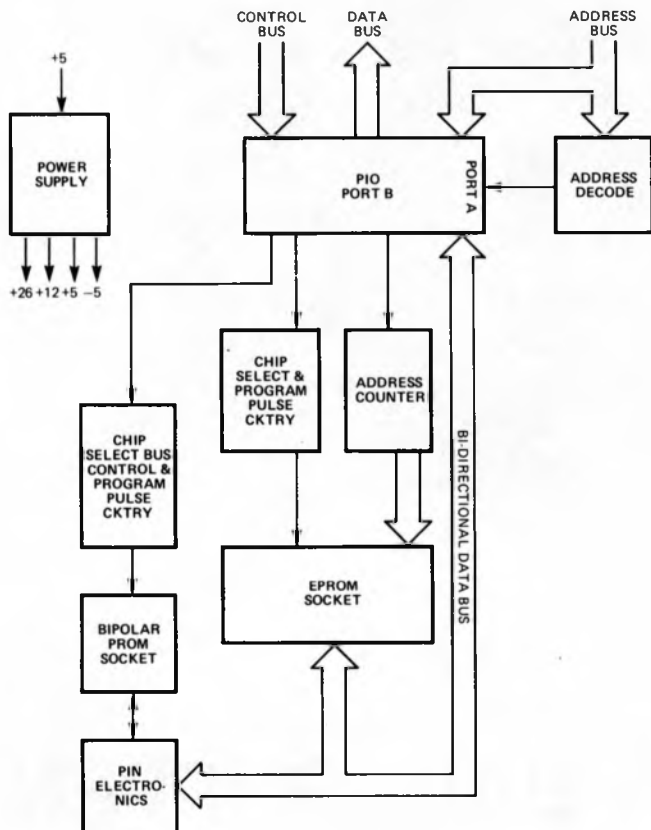 CONTROL
BUS
DATA
BUS
ADDRESS
BUS
+5
POWER
SUPPLY
+26 +12 +5 −5
PIO
PORT B
PORT A
ADDRESS
DECODE
CHIP
SELECT &
PROGRAM
PULSE
CKTRY
ADDRESS
COUNTER
CHIP
SELECT BUS
CONTROL &
PROGRAM
PULSE
CKTRY
BI-DIRECTIONAL DATA BUS
EPROM
SOCKET
BIPOLAR
PROM
SOCKET
PIN
ELECTRO-
NICS